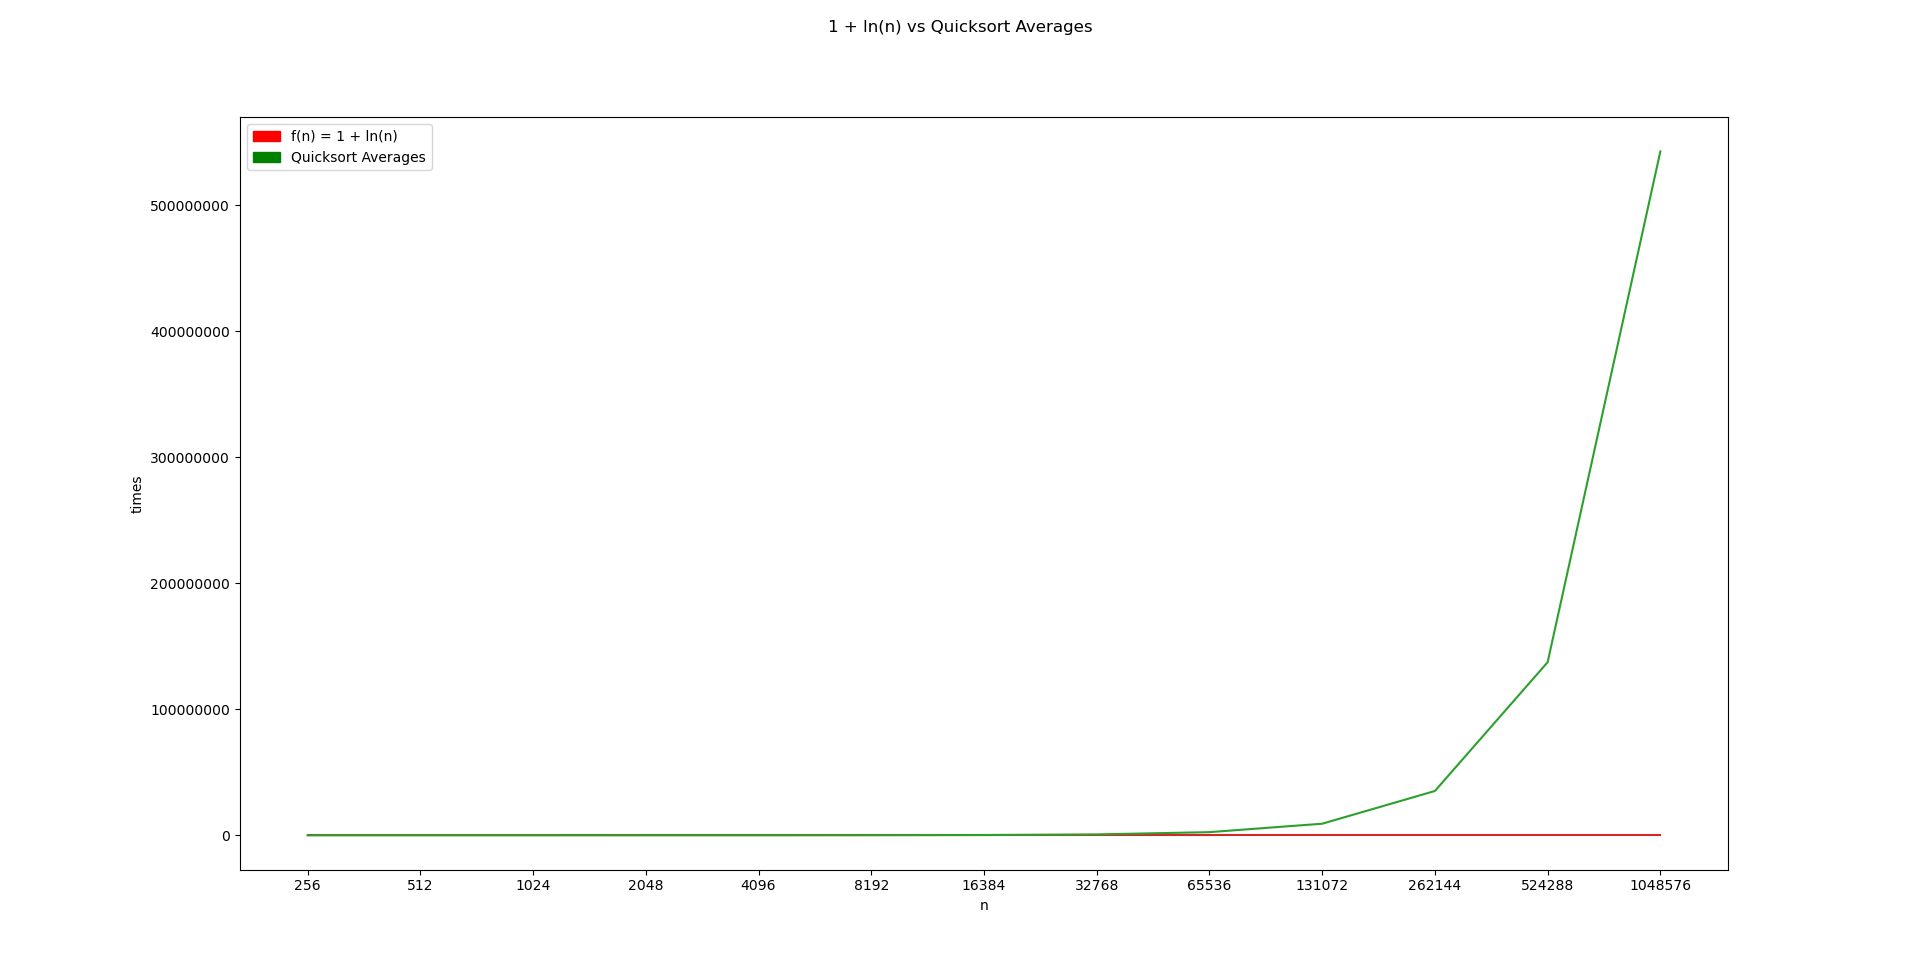 1 + ln(n) vs Quicksort Averages
f(n) = 1 + ln(n)
Quicksort Averages
500000000
400000000
300000000
200000000
100000000
0
times
256 512 1024 2048 4096 8192 16384 32768 65536 131072 262144 524288 1048576
n